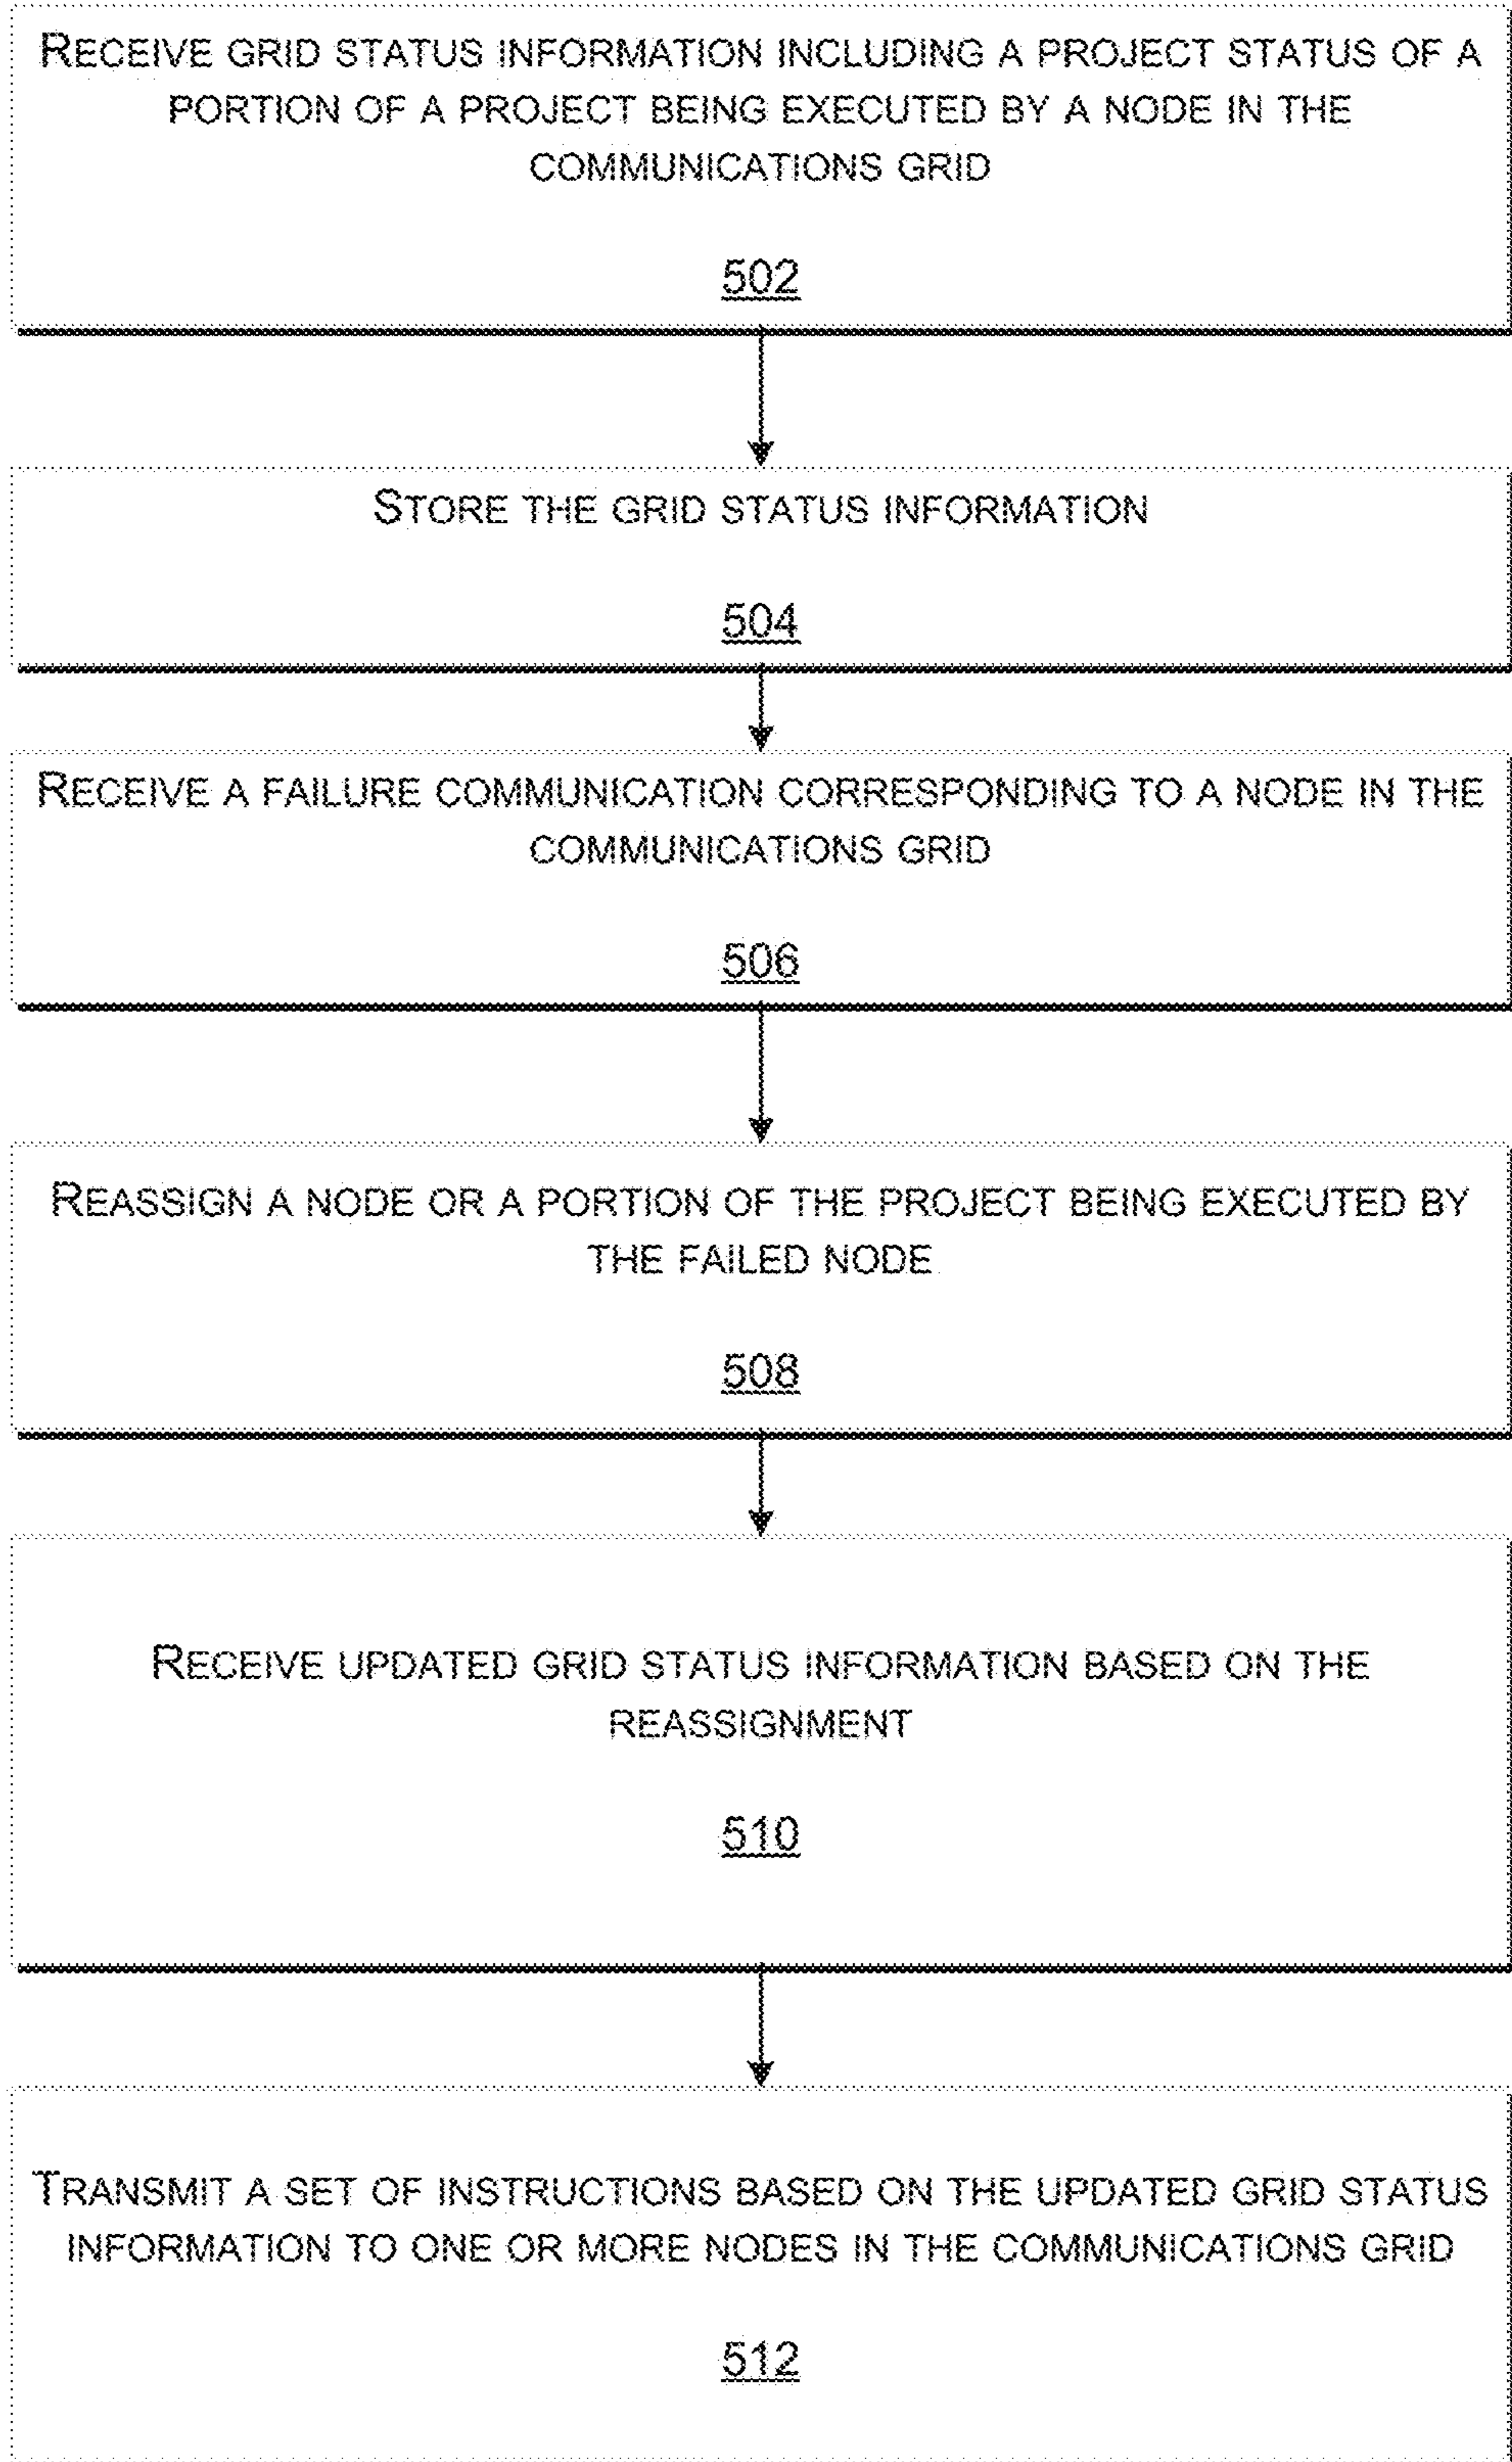 RECEIVE GRID STATUS INFORMATION INCLUDING A PROJECT STATUS OF A
PORTION OF A PROJECT BEING EXECUTED BY A NODE IN THE
COMMUNICATIONS GRID
502
STORE THE GRID STATUS INFORMATION
504
RECEIVE A FAILURE COMMUNICATION CORRESPONDING TO A NODE IN THE
COMMUNICATIONS GRID
506
REASSIGN A NODE OR A PORTION OF THE PROJECT BEING EXECUTED BY
THE FAILED NODE
508
RECEIVE UPDATED GRID STATUS INFORMATION BASED ON THE
REASSIGNMENT
510
TRANSMIT A SET OF INSTRUCTIONS BASED ON THE UPDATED GRID STATUS
INFORMATION TO ONE OR MORE NODES IN THE COMMUNICATIONS GRID
512